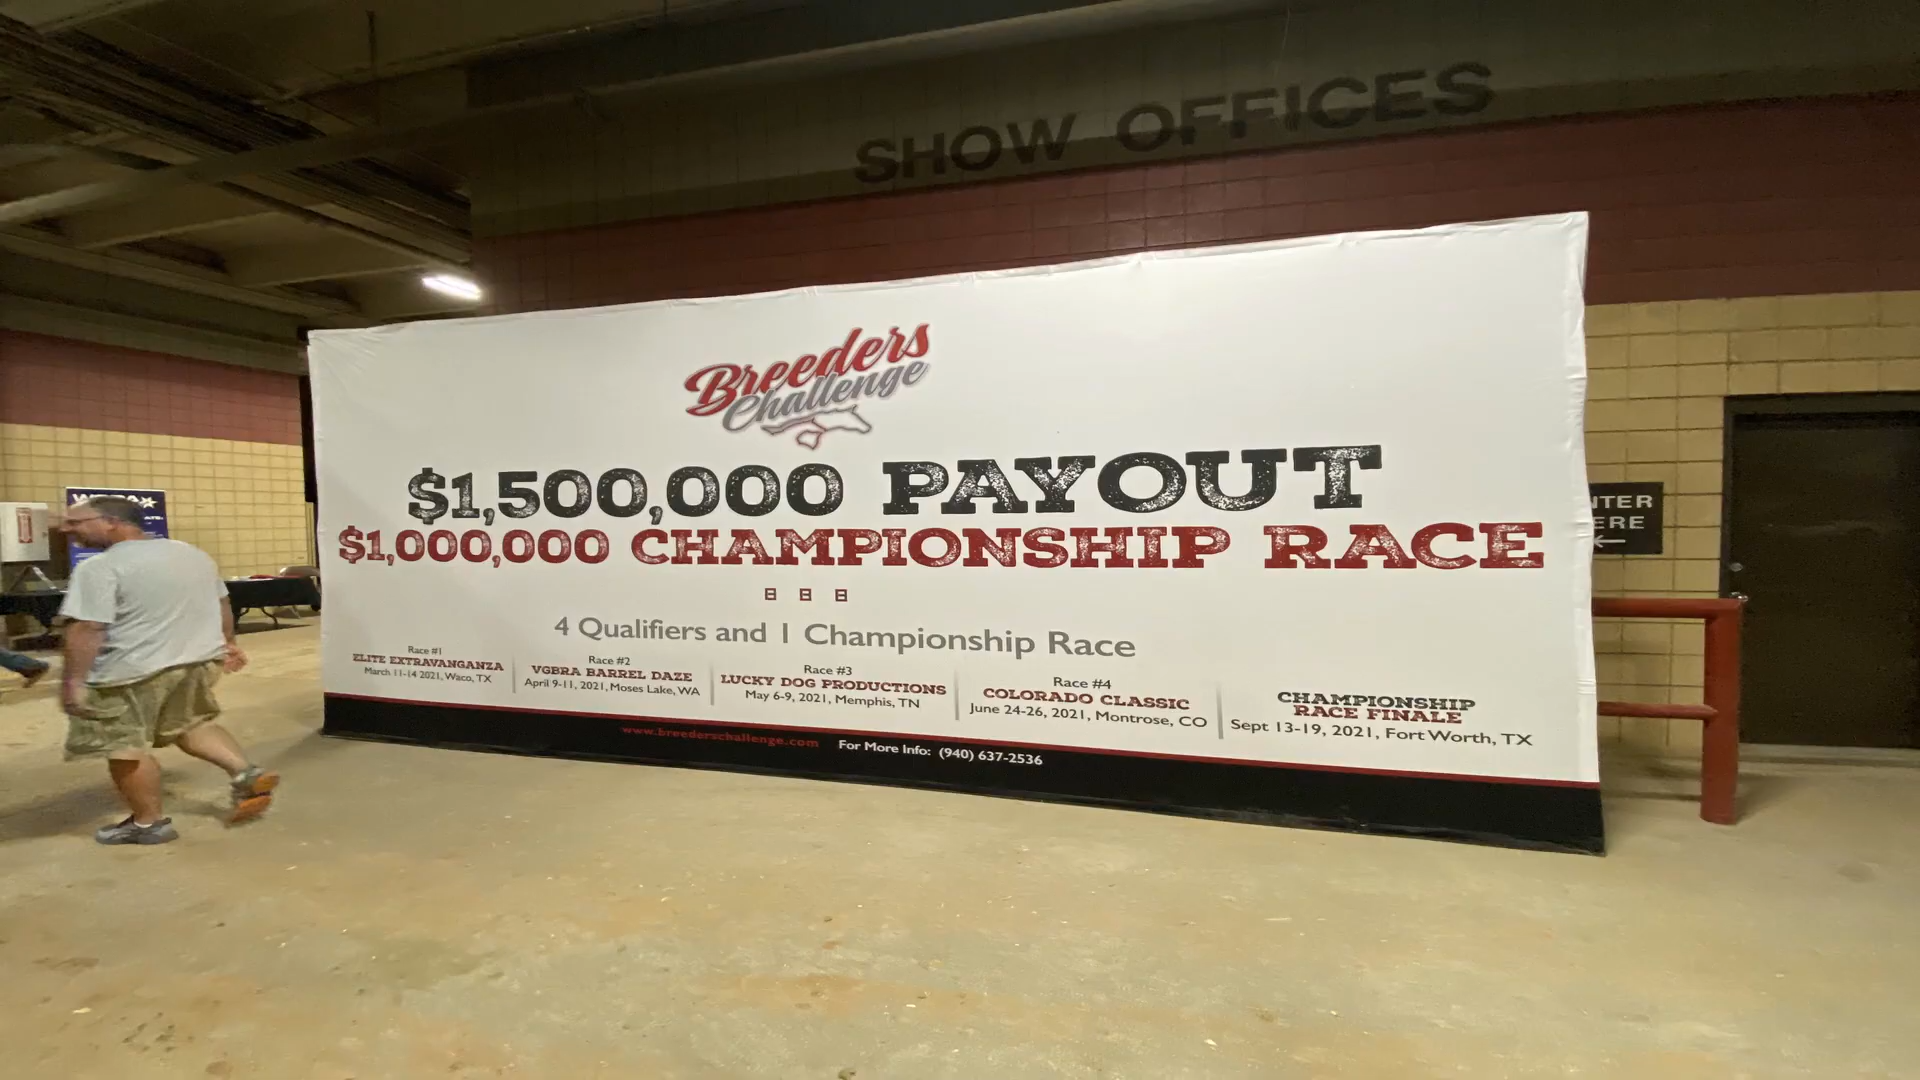 SHOW OFFICES
Breeders
Challenge
$1,500,000 PAYOUT
$1,000,000 CHAMPIONSHIP RACE
4 Qualifiers and 1 Championship Race
Race #1
ELITE EXTRAVANGANZA
March 11-14 2021, Waco, TX
Race #2
VGBRA BARREL DAZE
April 9-11, 2021, Moses Lake, WA
Race #3
LUCKY DOG PRODUCTIONS
May 6-9, 2021, Memphis, TN
Race #4
COLORADO CLASSIC
June 24-26, 2021, Montrose, CO
CHAMPIONSHIP
RACE FINALE
Sept 13-19, 2021, Fort Worth, TX
www.breederschallenge.com For More Info: (940) 637-2536
NTER
ERE